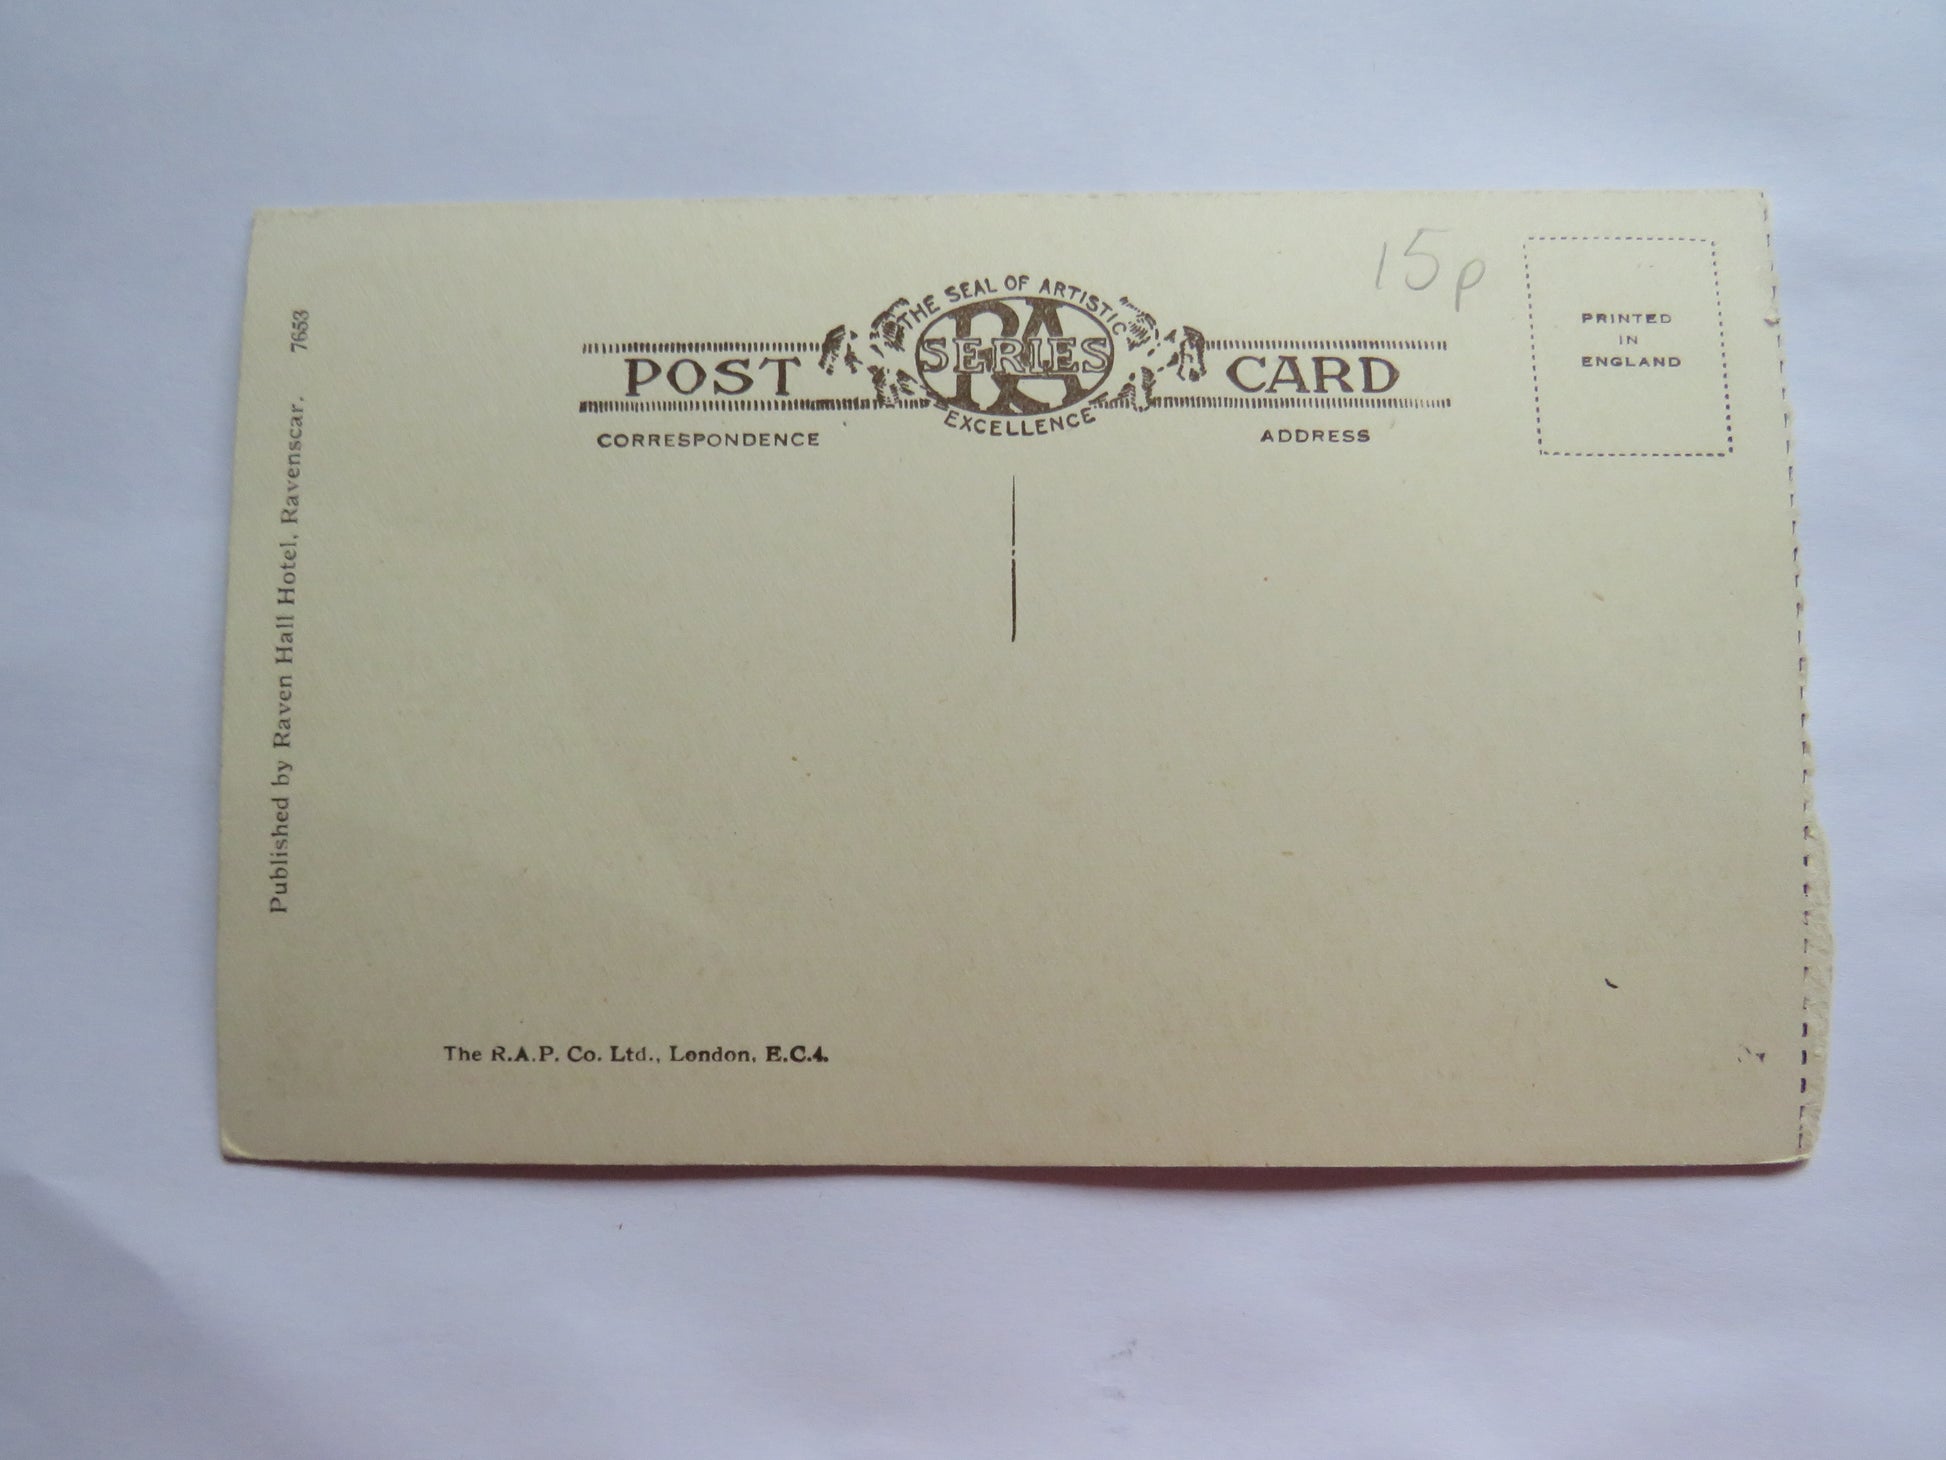 15p
THE SEAL OF ARTISTIC
RA
SERIES
EXCELLENCE
POST CARD
CORRESPONDENCE
ADDRESS
PRINTED
IN
ENGLAND
Published by Raven Hall Hotel, Ravenscar. 7653
The R.A.P. Co. Ltd., London, E.C.4.